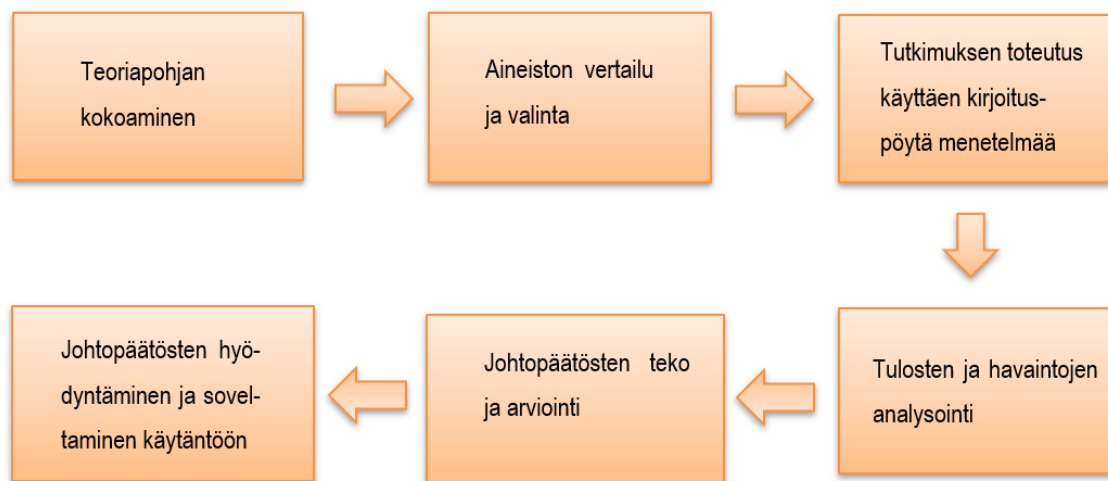 Teoriapohjan
kokoaminen
Aineiston vertailu
ja valinta
Tutkimuksen toteutus
käyttäen kirjoitus-
pöytä menetelmää
Tulosten ja havaintojen
analysointi
Johtopäätösten teko
ja arviointi
Johtopäätösten hyö-
dyntäminen ja sovel-
taminen käytäntöön